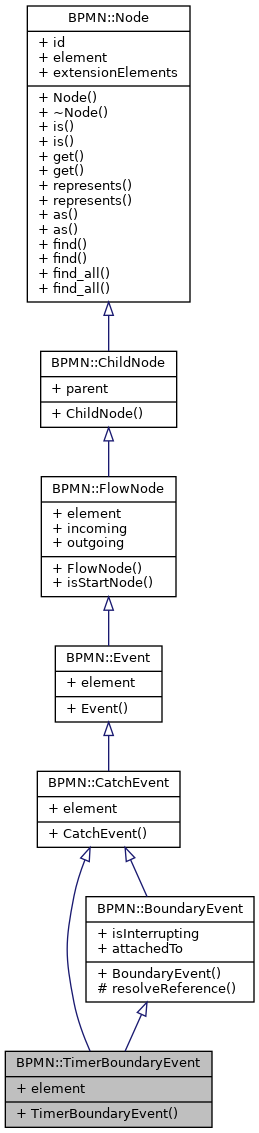 BPMN::Node
+ id
+ element
+ extensionElements
+ Node()
+ ~Node()
+ is()
+ is()
+ get()
+ get()
+ represents()
+ represents()
+ as()
+ as()
+ find()
+ find()
+ find_all()
+ find_all()
BPMN::ChildNode
+ parent
+ ChildNode()
BPMN::FlowNode
+ element
+ incoming
+ outgoing
+ FlowNode()
+ isStartNode()
BPMN::Event
+ element
+ Event()
BPMN::CatchEvent
+ element
+ CatchEvent()
BPMN::BoundaryEvent
+ isInterrupting
+ attachedTo
+ BoundaryEvent()
# resolveReference()
BPMN::TimerBoundaryEvent
+ element
+ TimerBoundaryEvent()